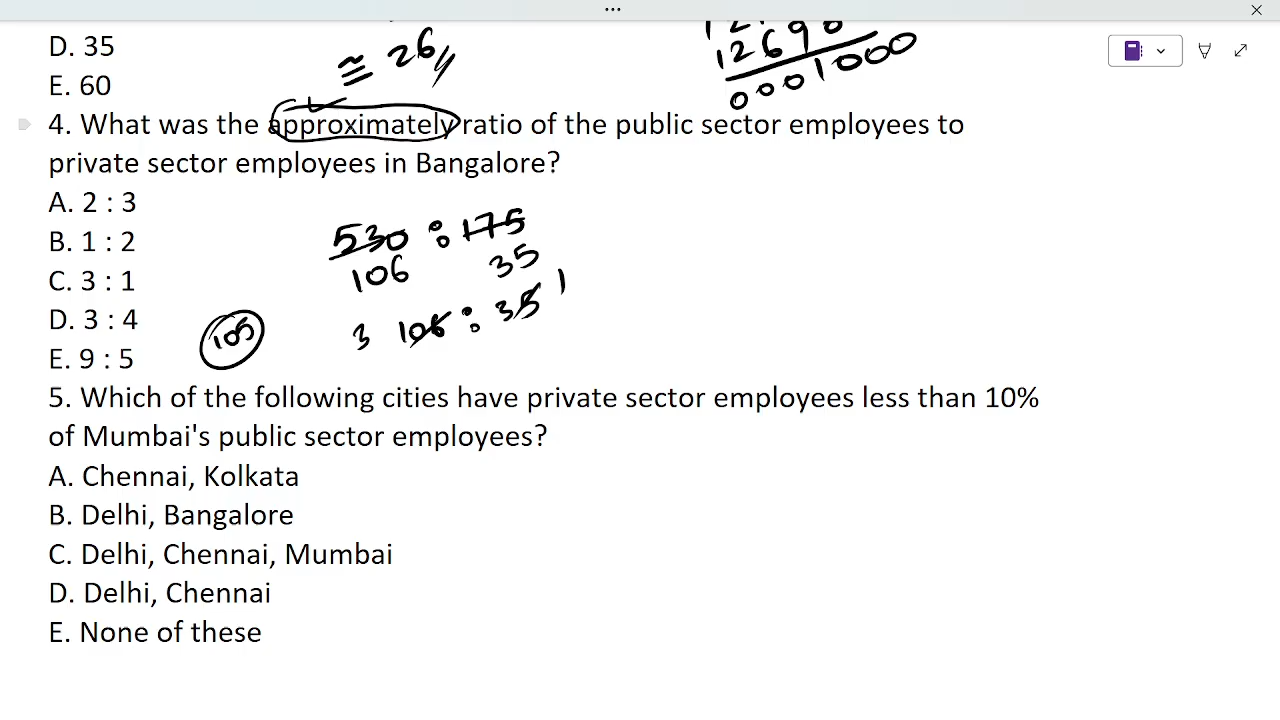 D. 35
E. 60
≅ 26
12698
0001000
4. What was the approximately ratio of the public sector employees to
private sector employees in Bangalore?
A. 2 : 3
B. 1 : 2
C. 3 : 1
D. 3 : 4
E. 9 : 5
530 : 175
106 35
3 106 : 35 1
105
5. Which of the following cities have private sector employees less than 10%
of Mumbai's public sector employees?
A. Chennai, Kolkata
B. Delhi, Bangalore
C. Delhi, Chennai, Mumbai
D. Delhi, Chennai
E. None of these